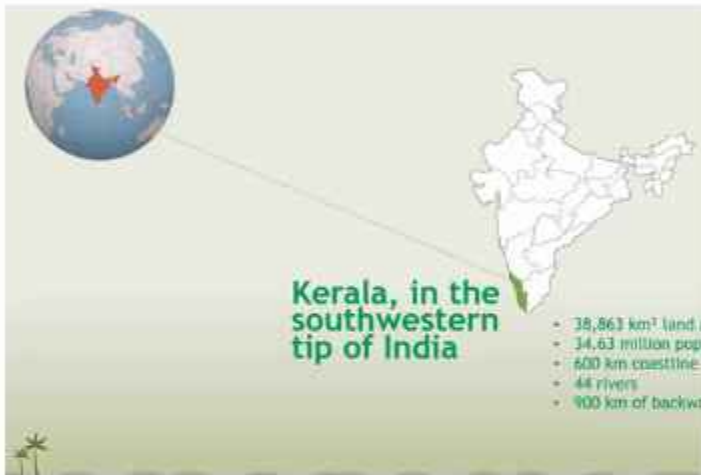 Kerala, in the
southwestern
tip of India
• 38,863 km² land
• 34,63 million pop
• 600 km coastline
• 44 rivers
• 900 km of backwa